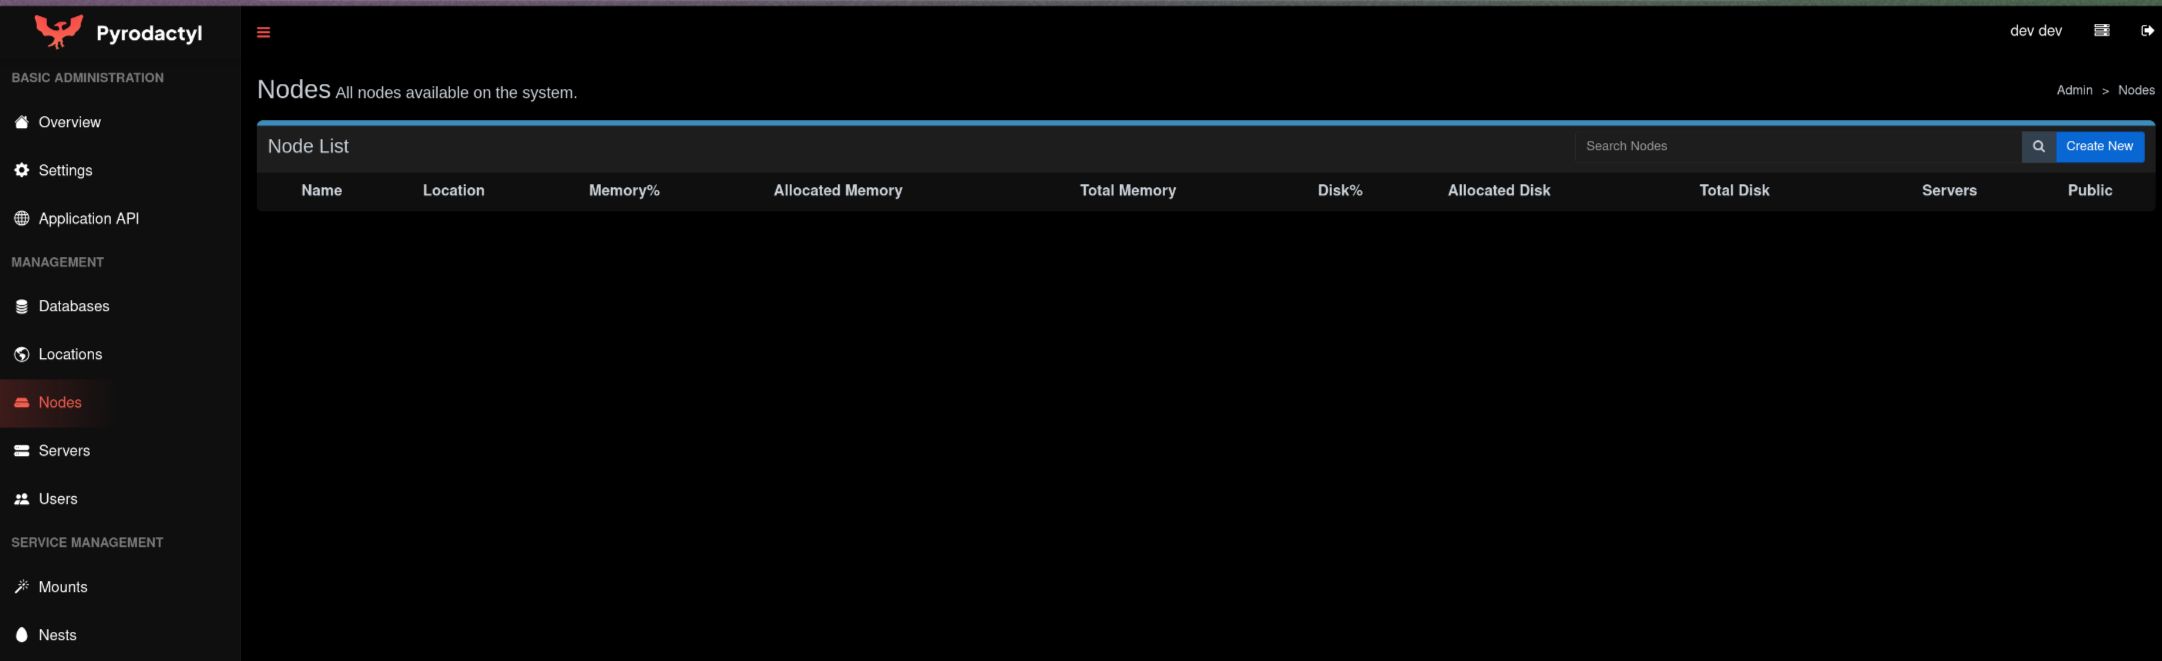 Pyrodactyl
dev dev
BASIC ADMINISTRATION
Overview
Settings
Application API
MANAGEMENT
Databases
Locations
Nodes
Servers
Users
SERVICE MANAGEMENT
Mounts
Nests
Nodes All nodes available on the system.
Admin > Nodes
Node List
Search Nodes
Create New
Name Location Memory% Allocated Memory Total Memory Disk% Allocated Disk Total Disk Servers Public